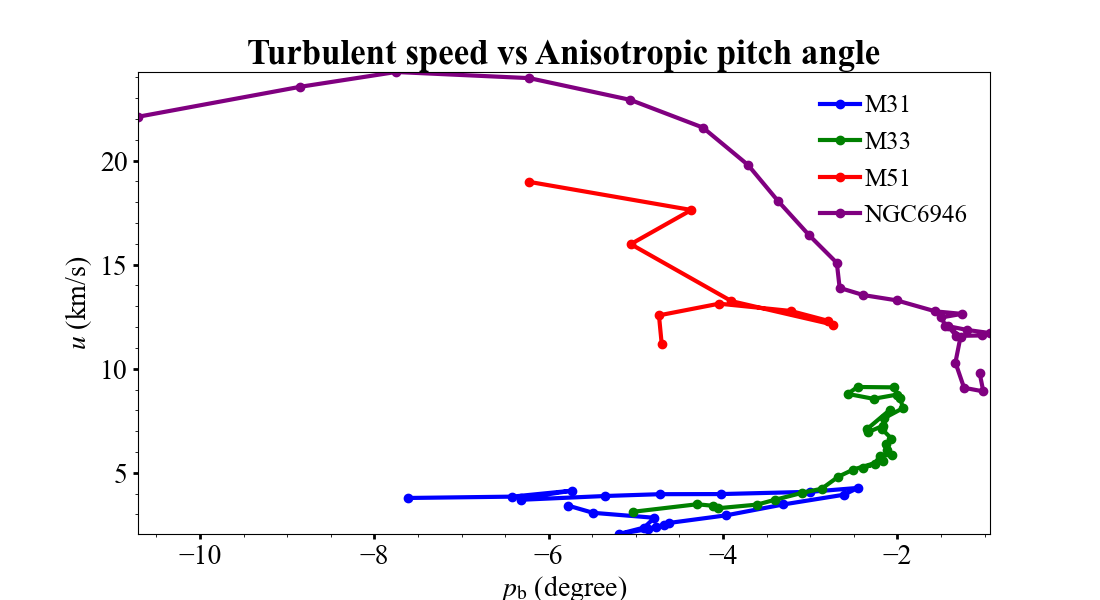 Turbulent speed vs Anisotropic pitch angle
M31
M33
M51
NGC6946
20
15
10
5
u (km/s)
−10 −8 −6 −4 −2
p_b (degree)